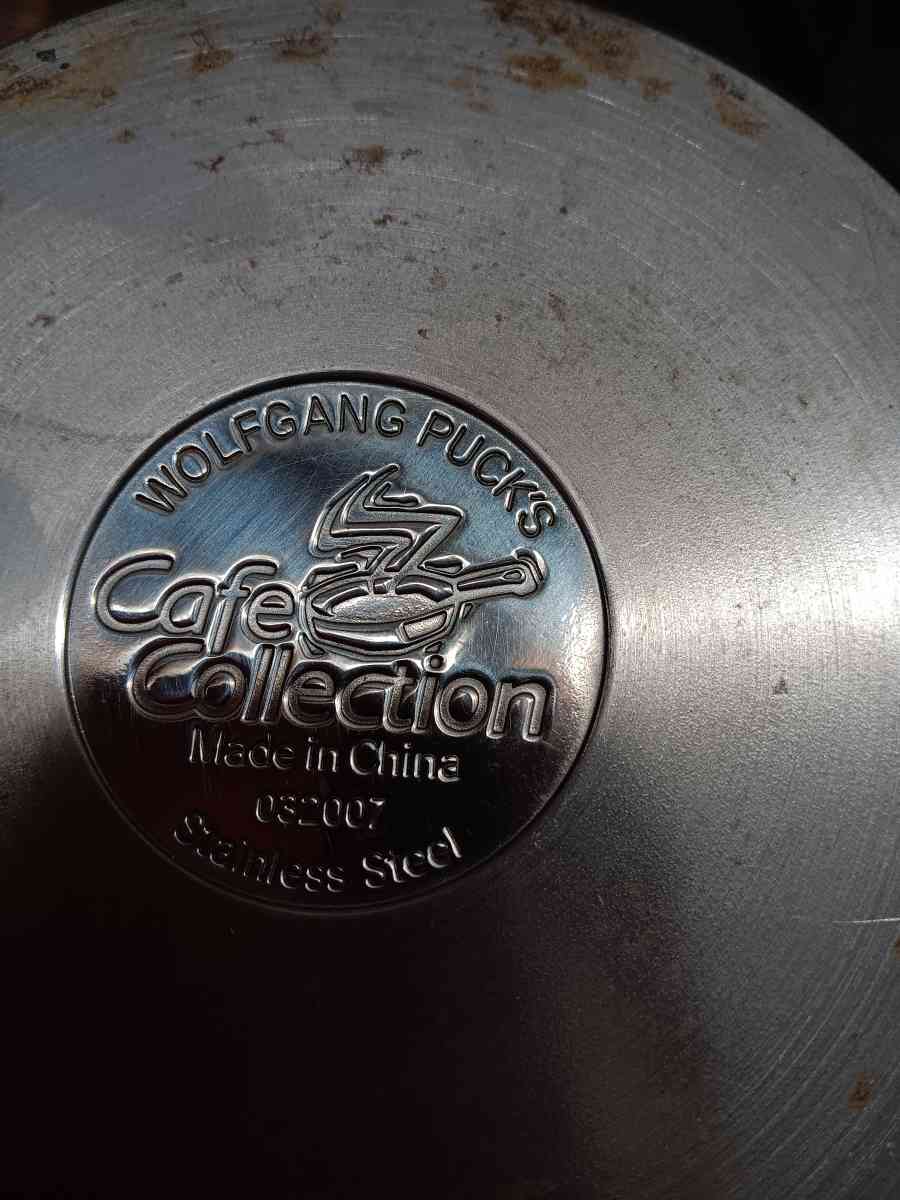 WOLFGANG PUCK'S
Cafe
Collection
Made in China
032007
Stainless Steel